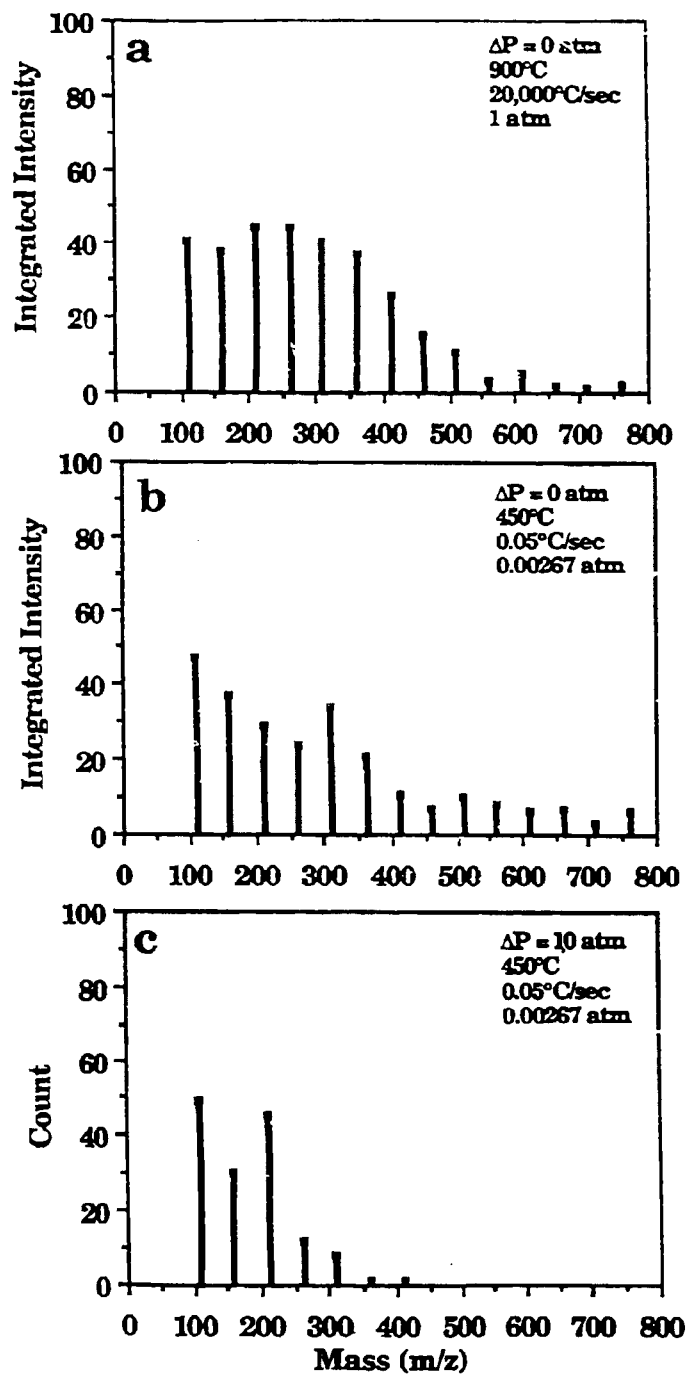 a
ΔP = 0 atm
900°C
20,000°C/sec
1 atm
Integrated Intensity
100
80
60
40
20
0
0 100 200 300 400 500 600 700 800
b
ΔP = 0 atm
450°C
0.05°C/sec
0.00267 atm
Integrated Intensity
100
80
60
40
20
0
0 100 200 300 400 500 600 700 800
c
ΔP = 10 atm
450°C
0.05°C/sec
0.00267 atm
Count
100
80
60
40
20
0
0 100 200 300 400 500 600 700 800
Mass (m/z)